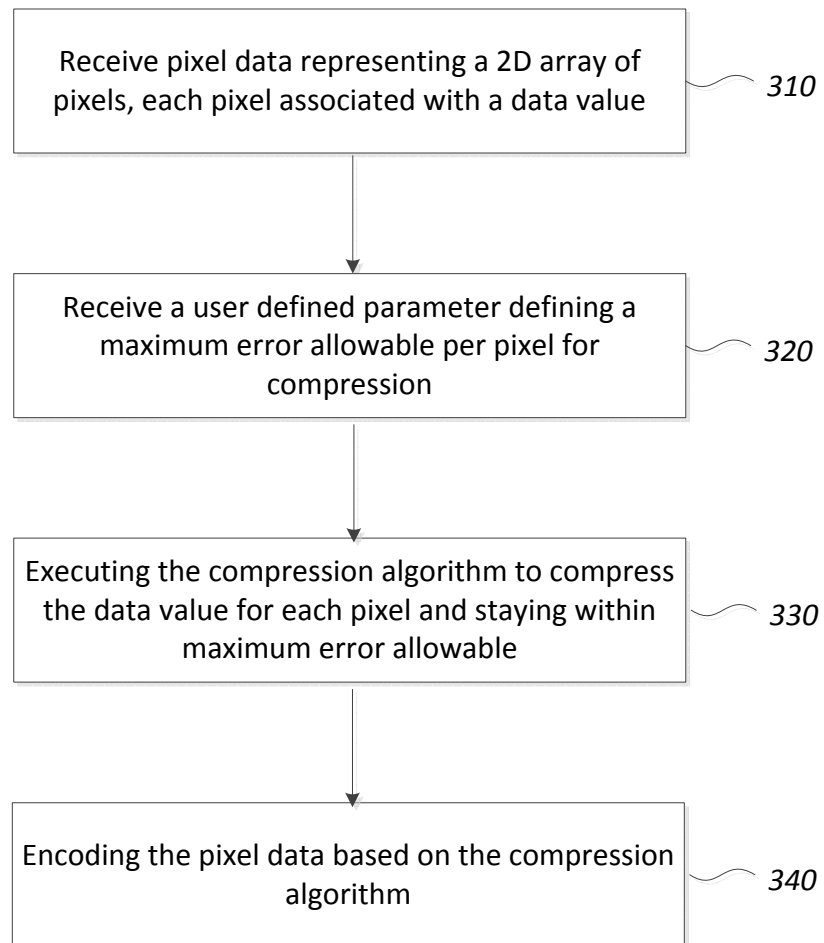 Receive pixel data representing a 2D array of
pixels, each pixel associated with a data value
310
Receive a user defined parameter defining a
maximum error allowable per pixel for
compression
320
Executing the compression algorithm to compress
the data value for each pixel and staying within
maximum error allowable
330
Encoding the pixel data based on the compression
algorithm
340